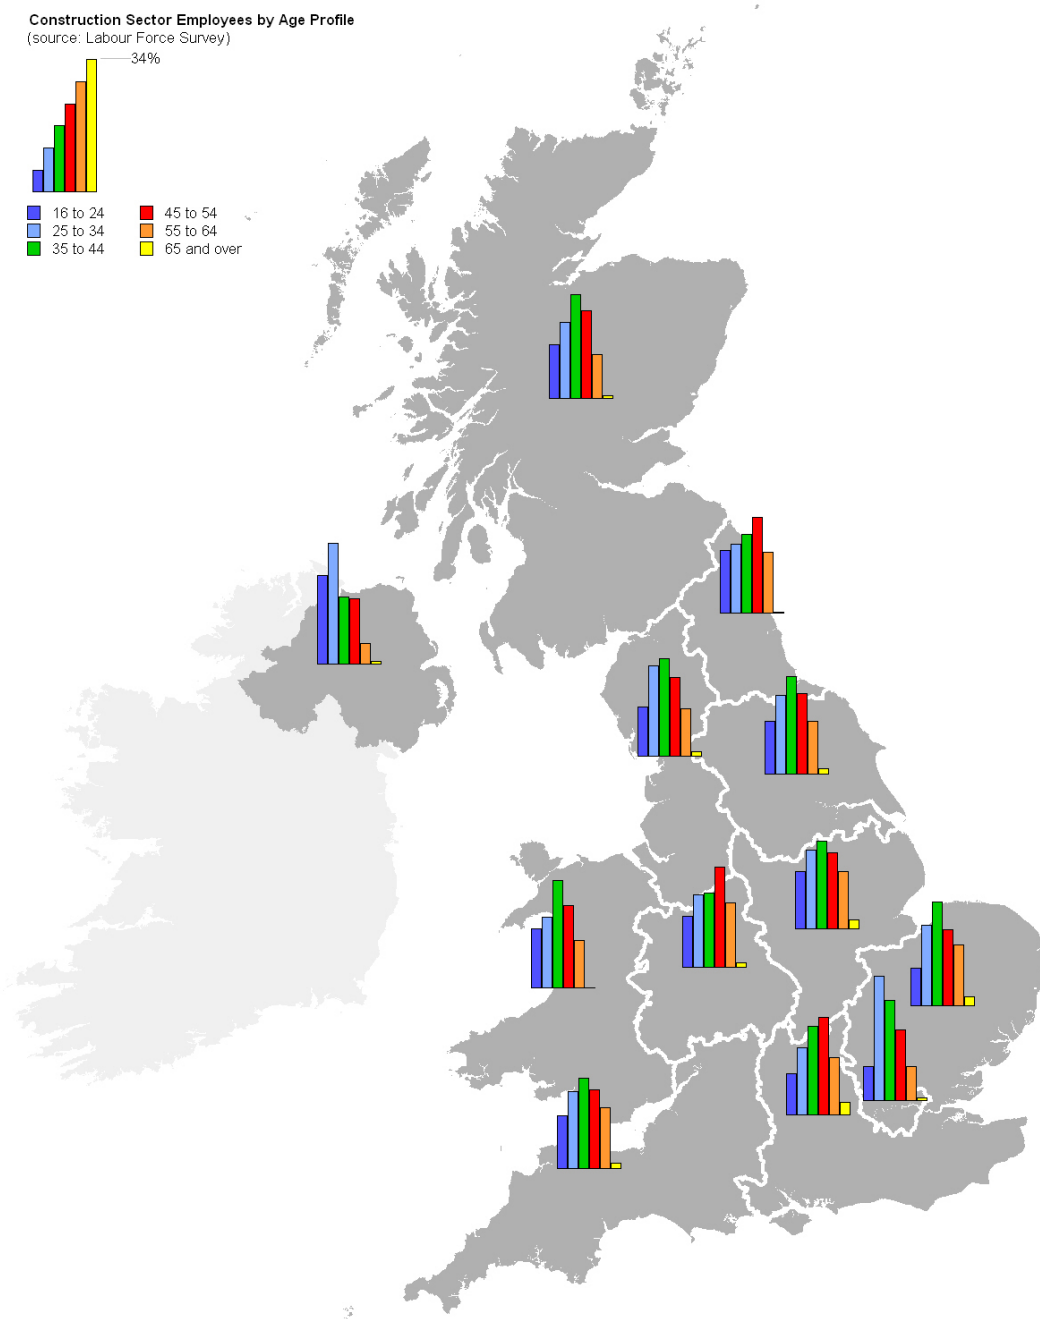 Construction Sector Employees by Age Profile
(source: Labour Force Survey)
34%
16 to 24
45 to 54
25 to 34
55 to 64
35 to 44
65 and over